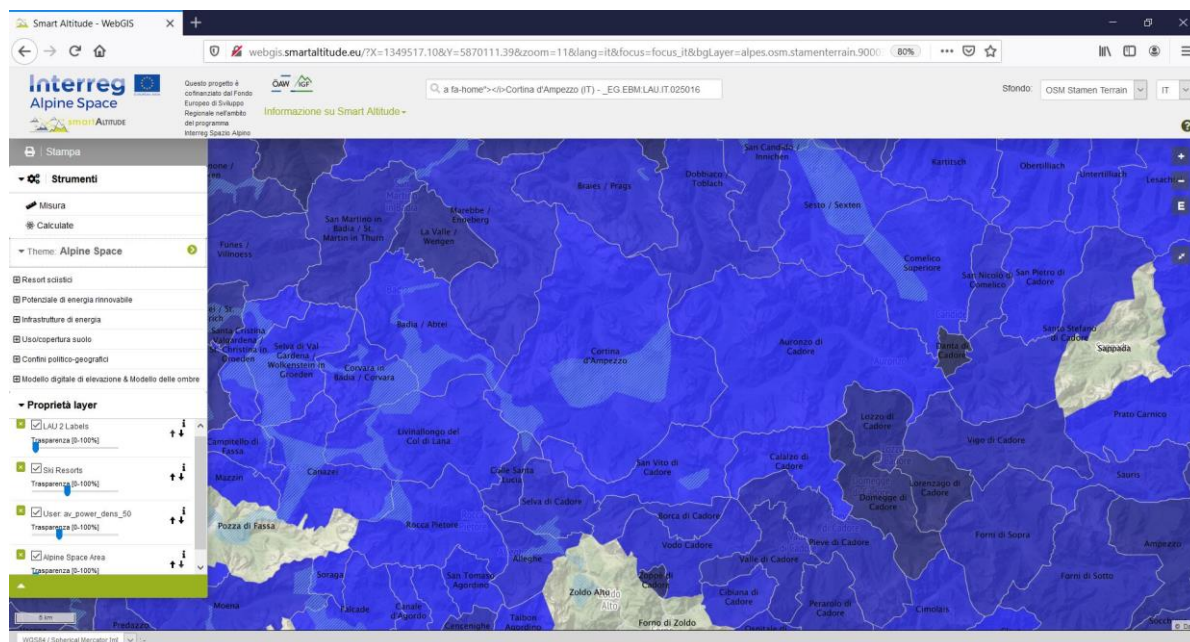 Smart Altitude - WebGIS
webgis.smartaltitude.eu/?X=1349517.10&Y=5870111.39&zoom=11&lang=it&focus=focus_it&bgLayer=alpes.osm.stamenterrain.9000
80%
Interreg
Alpine Space
smartALTITUDE
Questo progetto è
cofinanziato dal Fondo
Europeo di Sviluppo
Regionale nell'ambito
del programma
Interreg Spazio Alpino
ÖAW IGF
Informazione su Smart Altitude
a fa-home"></i>Cortina d'Ampezzo (IT) - _EG.EBM:LAU.IT.025016
Sfondo: OSM Stamen Terrain IT
Stampa
Strumenti
Misura
Calculate
Theme: Alpine Space
Resort sciistici
Potenziale di energia rinnovabile
Infrastrutture di energia
Uso/copertura suolo
Confini politico-geografici
Modello digitale di elevazione & Modello delle ombre
Proprietà layer
LAU 2 Labels
Trasparenza [0-100%]
Ski Resorts
Trasparenza [0-100%]
User: av_power_dens_50
Trasparenza [0-100%]
Alpine Space Area
Trasparenza [0-100%]
5 km
WGS84 / Spherical Mercator [m]
San Candido /
Innichen
Kartitsch
Obertilliach
Untertilliach
Dobbiaco /
Toblach
Braies / Prags
Sesto / Sexten
Marebbe /
Enneberg
San Martino in
Badia / St.
Martin in Thurn
La Valle /
Wengen
Funes /
Villnoess
Comelico
Superiore
San Nicolò di
Comelico
San Pietro di
Cadore
Santa Cristina
Valgardena /
St. Christina in
Groeden
Selva di Val
Gardena /
Wolkenstein in
Groeden
Badia / Abtei
Corvara in
Badia / Corvara
Cortina
d'Ampezzo
Auronzo di
Cadore
Danta di
Cadore
Santo Stefano
di Cadore
Sappada
Prato Carnico
Lozzo di
Cadore
Vigo di Cadore
Livinallongo del
Col di Lana
Campitello di
Fassa
Mazzin
Canazei
Colle Santa
Lucia
San Vito di
Cadore
Calalzo di
Cadore
Sauris
Lorenzago di
Cadore
Domegge di
Cadore
Selva di Cadore
Pozza di Fassa
Rocca Pietore
Borca di Cadore
Vodo Cadore
Pieve di Cadore
Forni di Sopra
Ampezzo
Alleghe
Valle di Cadore
Soraga
San Tomaso
Agordino
Zoldo Alto
Zoppè di
Cadore
Cibiana di
Cadore
Forni di Sotto
Moena
Falcade
Canale
d'Agordo
Perarolo di
Cadore
Cimolais
Predazzo
Cencenighe
Agordino
Taibon
Agordino
Forno di Zoldo